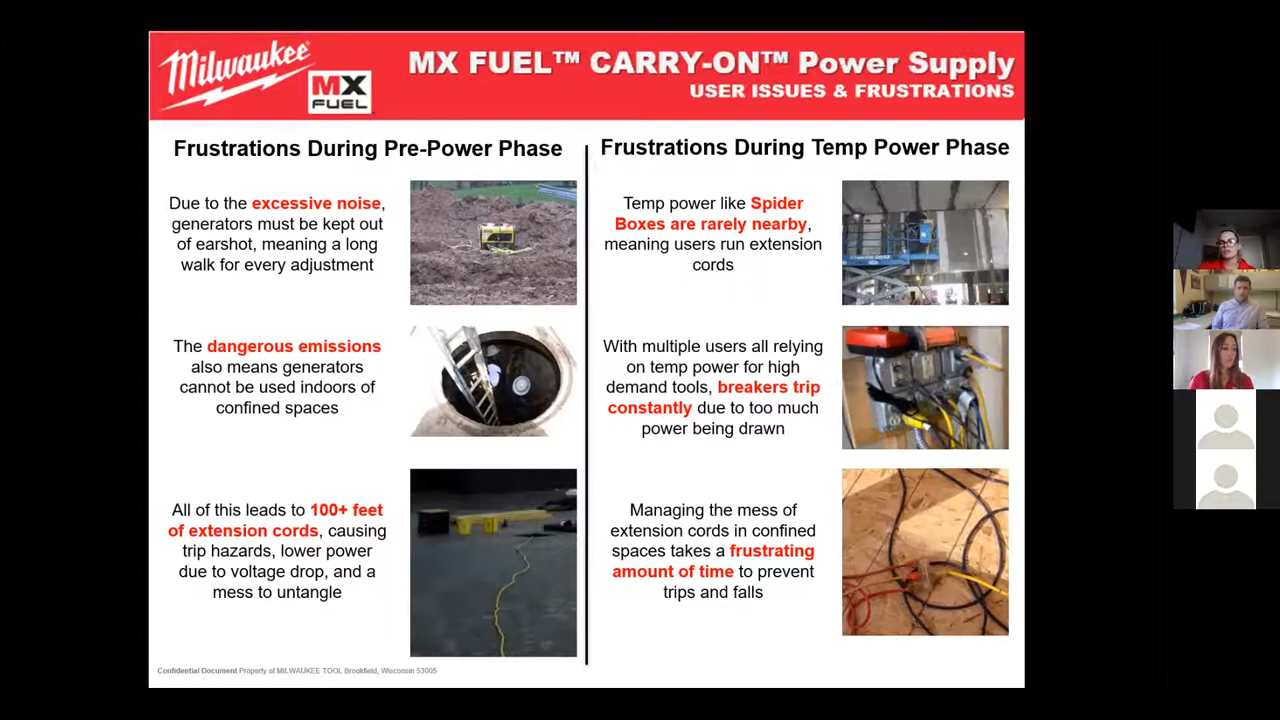 Milwaukee
MX
FUEL
MX FUEL™ CARRY-ON™ Power Supply
USER ISSUES & FRUSTRATIONS
Frustrations During Pre-Power Phase
Due to the excessive noise,
generators must be kept out
of earshot, meaning a long
walk for every adjustment
The dangerous emissions
also means generators
cannot be used indoors of
confined spaces
All of this leads to 100+ feet
of extension cords, causing
trip hazards, lower power
due to voltage drop, and a
mess to untangle
Frustrations During Temp Power Phase
Temp power like Spider
Boxes are rarely nearby,
meaning users run extension
cords
With multiple users all relying
on temp power for high
demand tools, breakers trip
constantly due to too much
power being drawn
Managing the mess of
extension cords in confined
spaces takes a frustrating
amount of time to prevent
trips and falls
Confidential Document Property of MILWAUKEE TOOL Brookfield, Wisconsin 53005